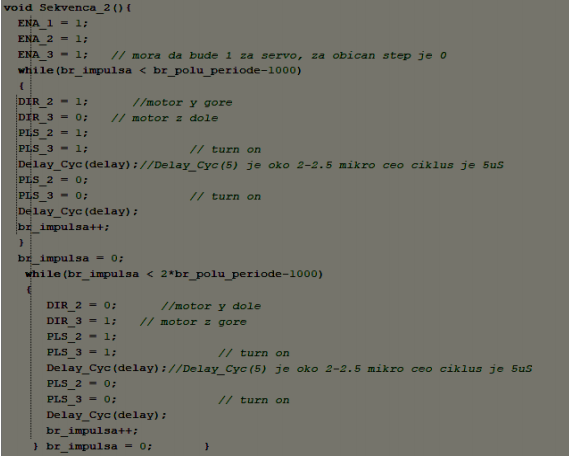 void Sekvenca_2(){
ENA_1 = 1;
ENA_2 = 1;
ENA_3 = 1;   // mora da bude 1 za servo, za obican step je 0
while(br_impulsa < br_polu_periode-1000)
{
DIR_2 = 1;      //motor y gore
DIR_3 = 0;   // motor z dole
PLS_2 = 1;
PLS_3 = 1;              // turn on
Delay_Cyc(delay);//Delay_Cyc(5) je oko 2-2.5 mikro ceo ciklus je 5uS
PLS_2 = 0;
PLS_3 = 0;              // turn on
Delay_Cyc(delay);
br_impulsa++;
}
br_impulsa = 0;
while(br_impulsa < 2*br_polu_periode-1000)
{
DIR_2 = 0;      //motor y dole
DIR_3 = 1;   // motor z gore
PLS_2 = 1;
PLS_3 = 1;              // turn on
Delay_Cyc(delay);//Delay_Cyc(5) je oko 2-2.5 mikro ceo ciklus je 5uS
PLS_2 = 0;
PLS_3 = 0;              // turn on
Delay_Cyc(delay);
br_impulsa++;
} br_impulsa = 0;       }